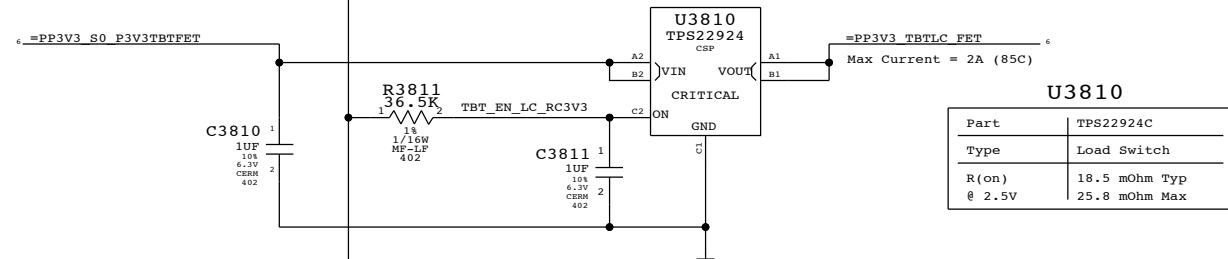 U3810
TPS22924
CSP
6 =PP3V3_S0_P3V3TBTFET
=PP3V3_TBTLC_FET 6
Max Current = 2A (85C)
A2
B2
VIN
VOUT
A1
B1
CRITICAL
C2
ON
GND
C1
R3811
36.5K
1
2
1%
1/16W
MF-LF
402
TBT_EN_LC_RC3V3
C3810
1UF
10%
6.3V
CERM
402
1
2
C3811
1UF
10%
6.3V
CERM
402
1
2
U3810
Part TPS22924C
Type Load Switch
R(on) 18.5 mOhm Typ
@ 2.5V 25.8 mOhm Max